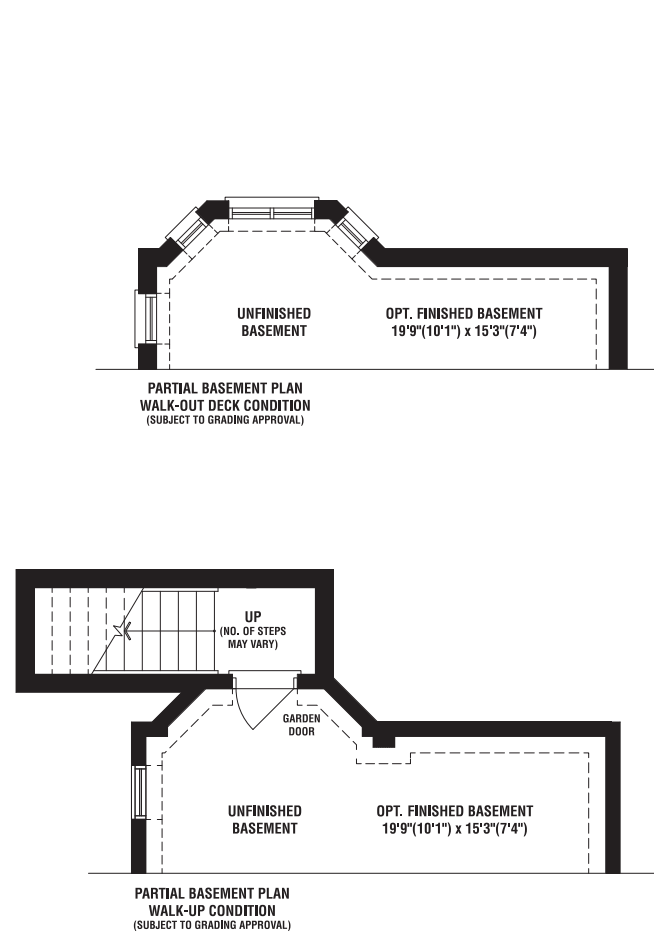 UNFINISHED
BASEMENT
OPT. FINISHED BASEMENT
19'9"(10'1") x 15'3"(7'4")
PARTIAL BASEMENT PLAN
WALK-OUT DECK CONDITION
(SUBJECT TO GRADING APPROVAL)
UP
(NO. OF STEPS
MAY VARY)
GARDEN
DOOR
UNFINISHED
BASEMENT
OPT. FINISHED BASEMENT
19'9"(10'1") x 15'3"(7'4")
PARTIAL BASEMENT PLAN
WALK-UP CONDITION
(SUBJECT TO GRADING APPROVAL)